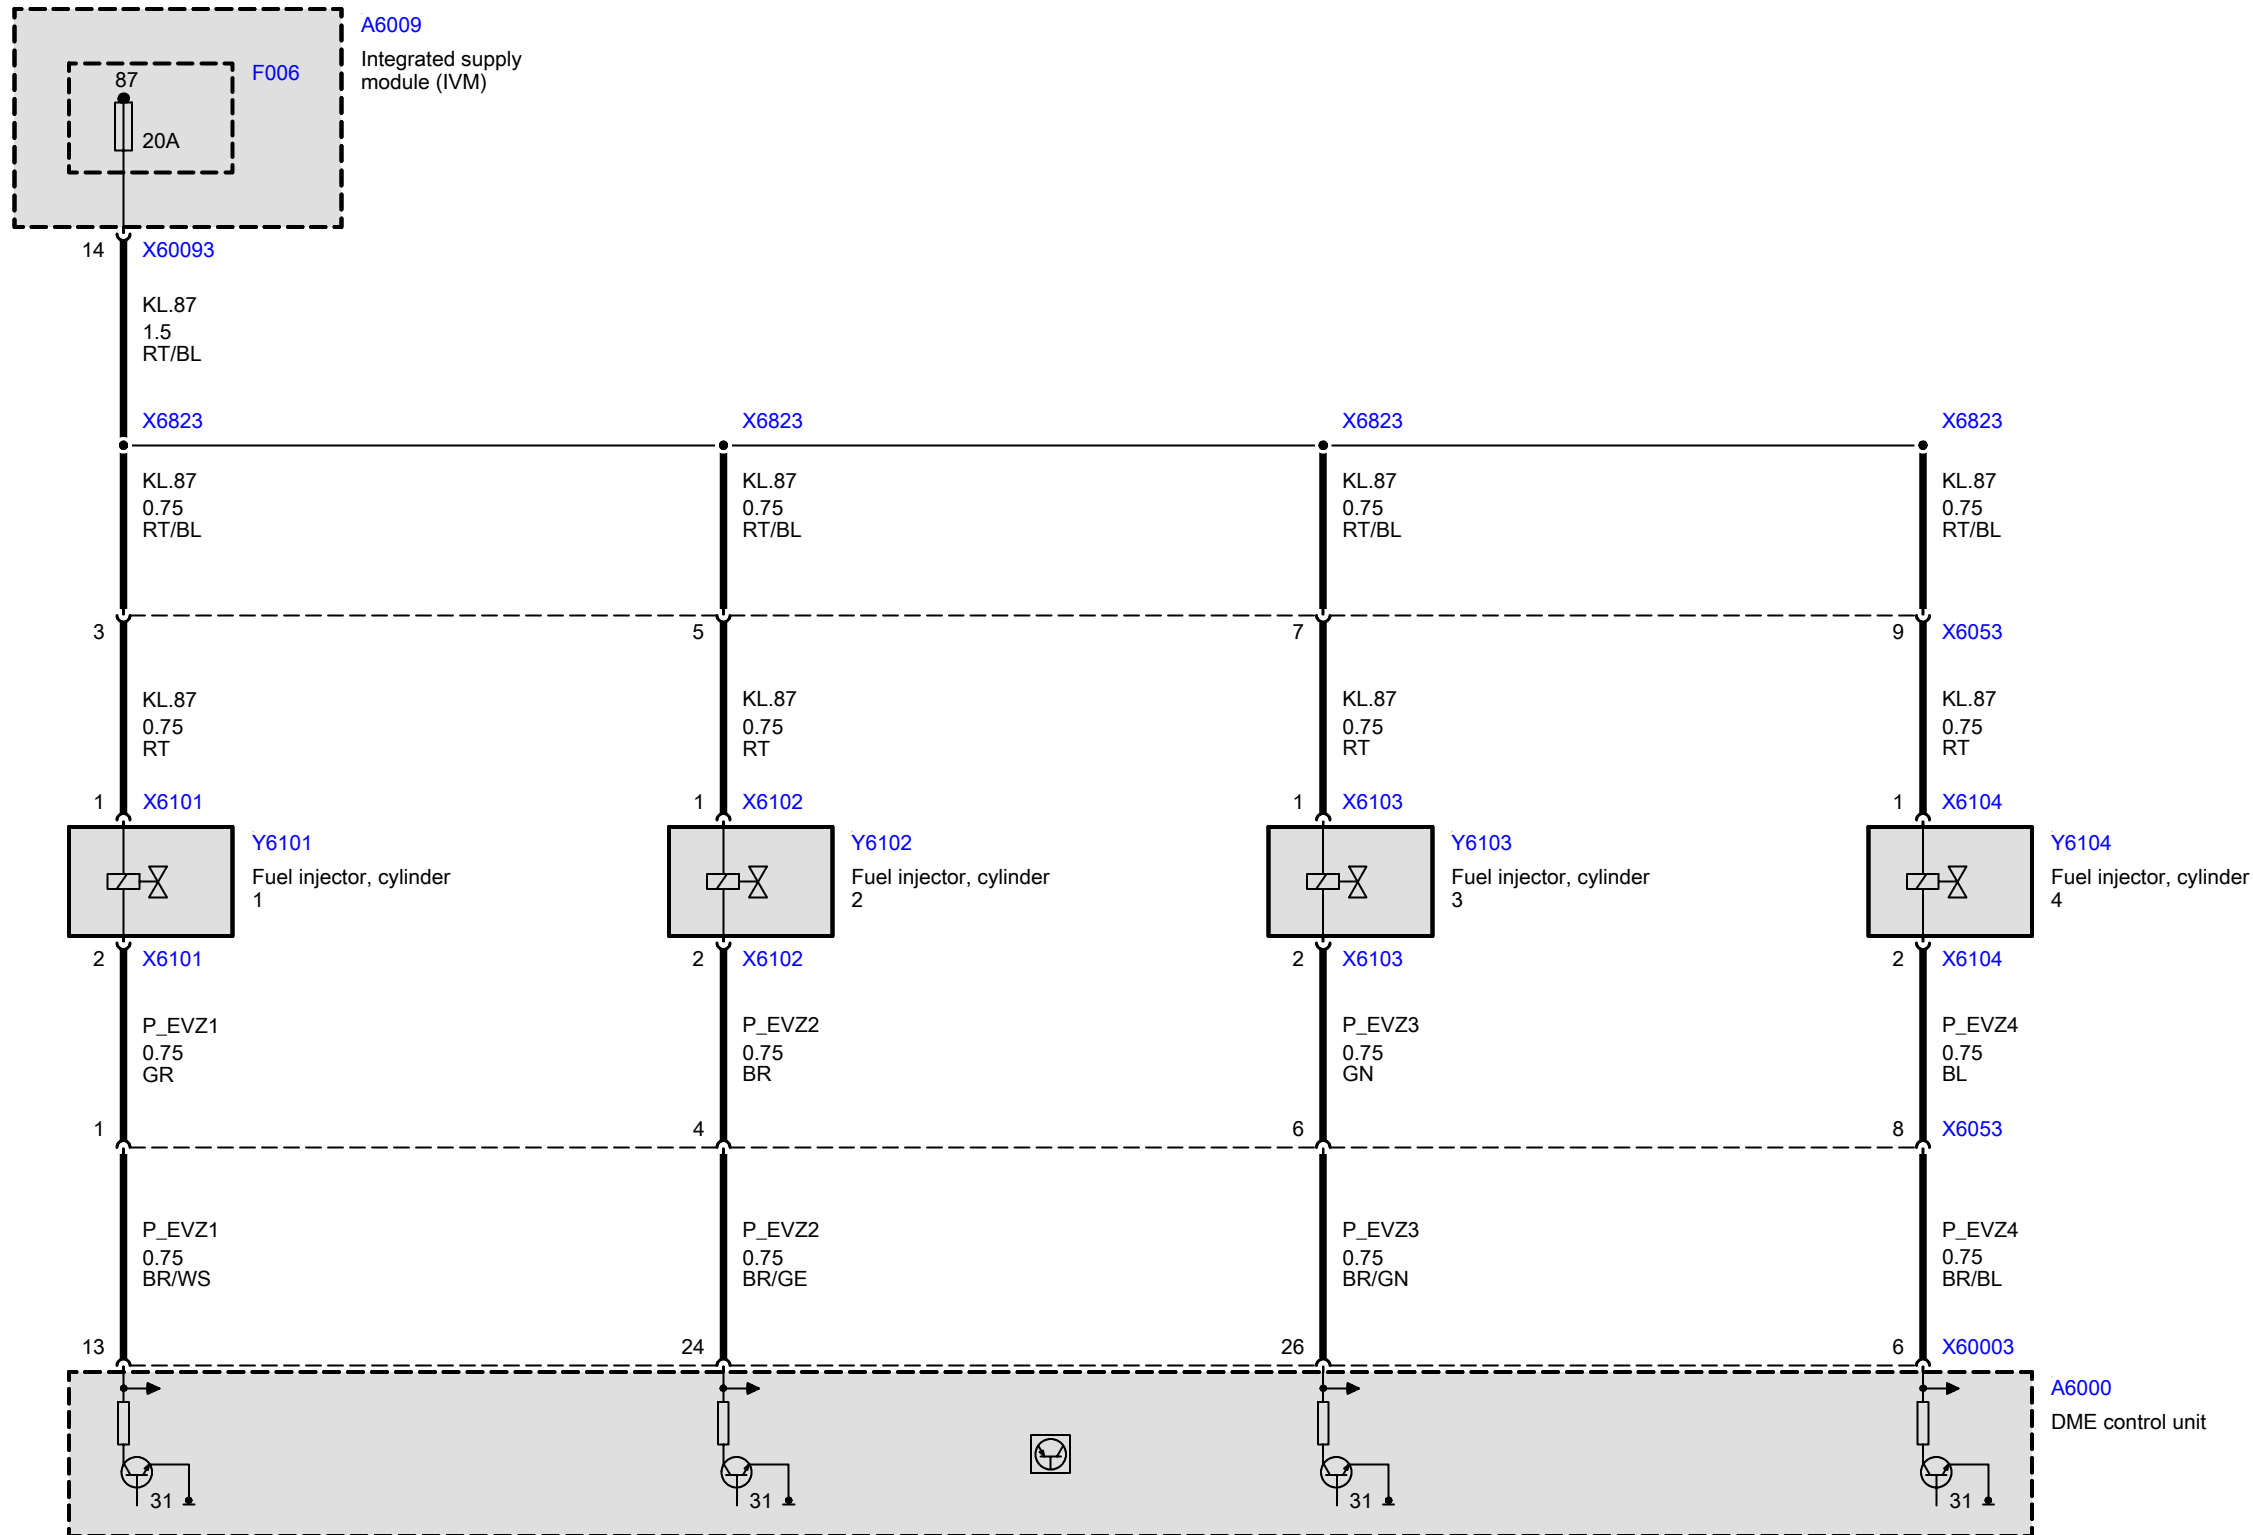 A6009
Integrated supply
module (IVM)
F006
87
20A
14 X60093
KL.87
1.5
RT/BL
X6823 X6823 X6823 X6823
KL.87 KL.87 KL.87 KL.87
0.75 0.75 0.75 0.75
RT/BL RT/BL RT/BL RT/BL
3 5 7 9 X6053
KL.87 KL.87 KL.87 KL.87
0.75 0.75 0.75 0.75
RT RT RT RT
1 X6101 1 X6102 1 X6103 1 X6104
Y6101 Y6102 Y6103 Y6104
Fuel injector, cylinder Fuel injector, cylinder Fuel injector, cylinder Fuel injector, cylinder
1 2 3 4
2 X6101 2 X6102 2 X6103 2 X6104
P_EVZ1 P_EVZ2 P_EVZ3 P_EVZ4
0.75 0.75 0.75 0.75
GR BR GN BL
1 4 6 8 X6053
P_EVZ1 P_EVZ2 P_EVZ3 P_EVZ4
0.75 0.75 0.75 0.75
BR/WS BR/GE BR/GN BR/BL
13 24 26 6 X60003
A6000
DME control unit
31 31 31 31